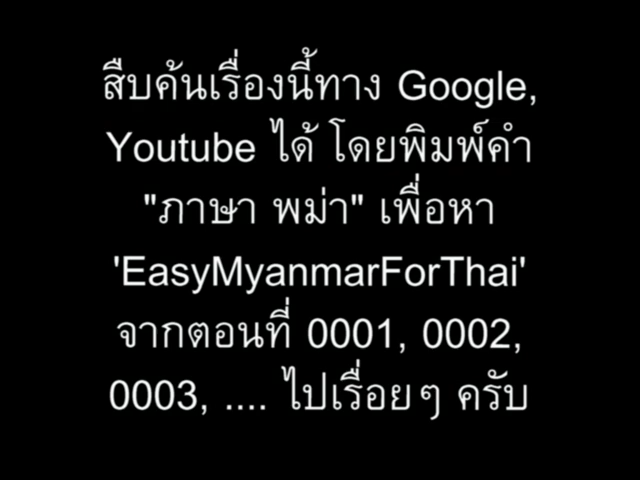 สืบค้นเรื่องนี้ทาง Google,
Youtube ได้ โดยพิมพ์คำ
"ภาษา พม่า" เพื่อหา
'EasyMyanmarForThai'
จากตอนที่ 0001, 0002,
0003, .... ไปเรื่อยๆ ครับ